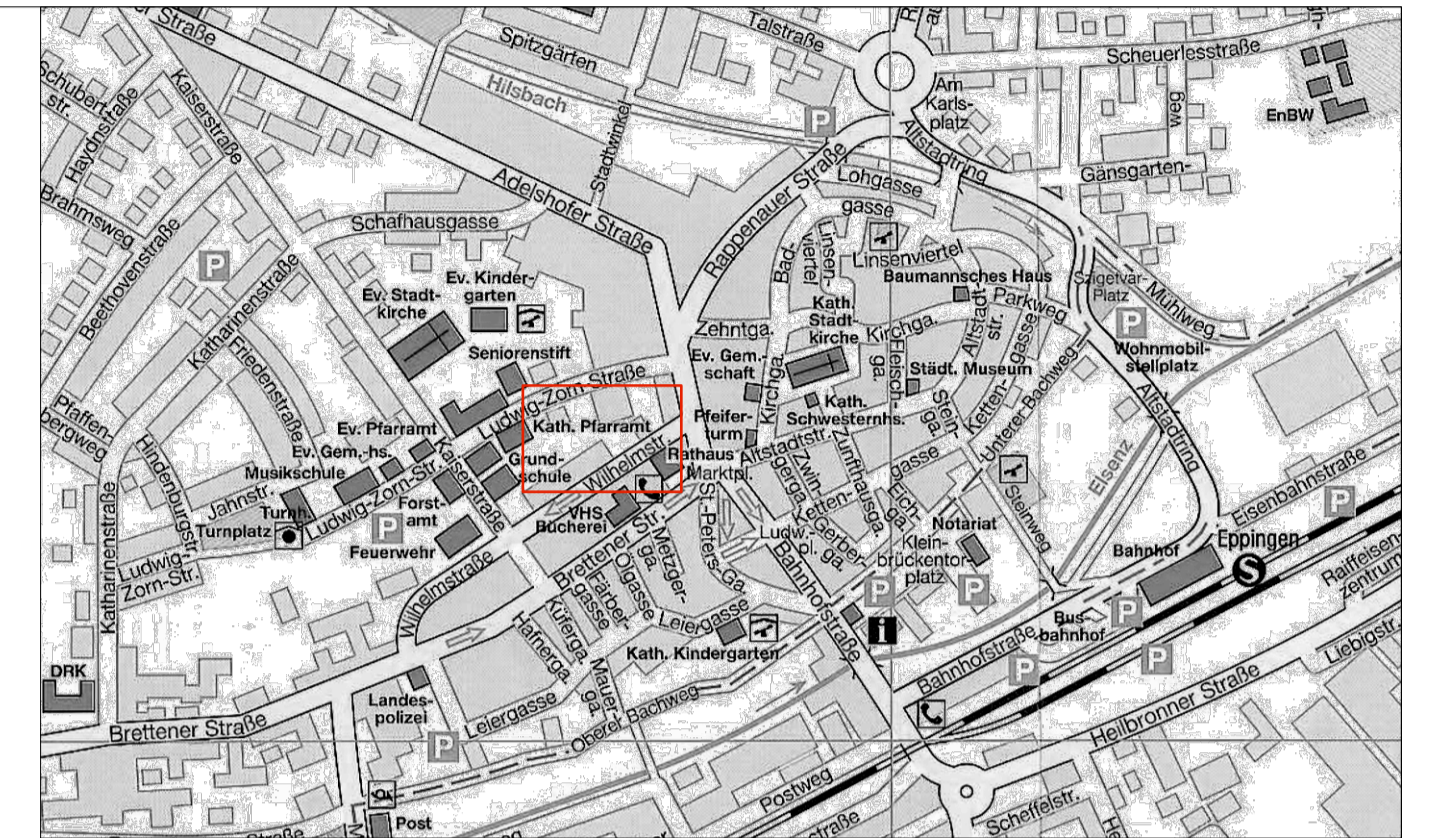 er Straße
Talstraße
Spitzgärten
Scheuerlesstraße
Schubert-
str.
Haydnstraße
Kaiserstraße
Hilsbach
Am
Karls-
platz
weg
EnBW
Stadtwinkel
Altstadtring
Adelshofer Straße
Lohgasse
Gänsgarten-
Brahmsweg
Schafhausgasse
Rappenauer Straße
gasse
Linsen-
viertel
Bad-
Linsenviertel
Beethovenstraße
Katharinenstraße
Ev. Kinder-
garten
Ev. Stadt-
kirche
Baumannsches Haus
Szigetvár-
Platz
Mühlweg
Parkweg
Kath.
Stadt-
kirche
Kirchga.
Altstadt-
str.
Zehntga.
Friedenstraße
Seniorenstift
Ev. Gem.-
schaft
Kirchga.
Fleisch-
ga.
Städt. Museum
Wohnmobil-
stellplatz
Ludwig-Zorn-Straße
Kettengasse
Unterer Bachweg
Altstadtring
Pfaffen-
bergweg
Kath. Pfarramt
Pfeifer-
turm
Kath.
Schwesternhs.
Stein-
ga.
Ev. Pfarramt
Ev. Gem.-hs.
Musikschule
Hindenburgstr.
Kaiserstraße
Grund-
schule
Wilhelmstr.
Rathaus
Marktpl.
Altstadtstr.
Zwin-
gerga.
Zunfthausga.
gasse
Elsenz
Jahnstr.
Turnh.
Turnplatz
Ludwig-Zorn-Str.
Forst-
amt
Feuerwehr
VHS
Bücherei
St.-Peters-Ga.
Ketten-
Eich-
ga.
Steinweg
Eisenbahnstraße
Notariat
Ludw.-
pl.
Gerber-
ga.
Klein-
brückentor-
platz
Bahnhof
Eppingen
S
Katharinenstraße
Ludwig-
Zorn-Str.
Wilhelmstraße
Brettener Str.
Metzger-
ga.
Ölgasse
Färber-
gasse
Küferga.
Hafnerga.
Leiergasse
Bahnhofstraße
Raiffeisen-
zentrum
Bus-
bahnhof
i
Liebigstr.
Kath. Kindergarten
Bahnhofstraße
DRK
Landes-
polizei
Mauer-
ga.
Leiergasse
Oberer Bachweg
Heilbronner Straße
Brettener Straße
Postweg
Scheffelstr.
Post
straße